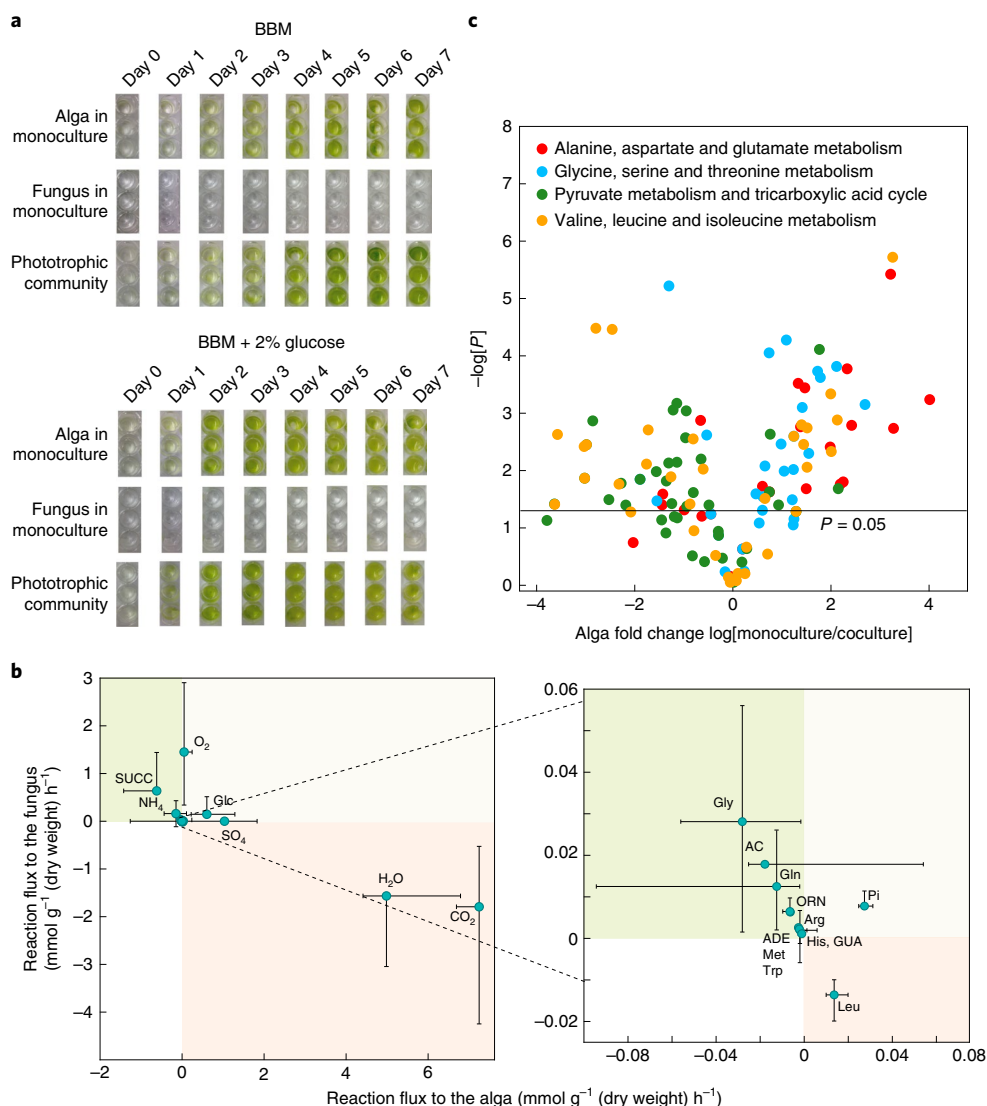 a
BBM
Day 0
Day 1
Day 2
Day 3
Day 4
Day 5
Day 6
Day 7
Alga in
monoculture
Fungus in
monoculture
Phototrophic
community
BBM + 2% glucose
Day 0
Day 1
Day 2
Day 3
Day 4
Day 5
Day 6
Day 7
Alga in
monoculture
Fungus in
monoculture
Phototrophic
community
c
8
7
6
5
4
3
2
1
0
−log[P]
Alanine, aspartate and glutamate metabolism
Glycine, serine and threonine metabolism
Pyruvate metabolism and tricarboxylic acid cycle
Valine, leucine and isoleucine metabolism
P = 0.05
−4
−2
0
2
4
Alga fold change log[monoculture/coculture]
b
3
2
1
0
−1
−2
−3
−4
Reaction flux to the fungus
(mmol g⁻¹ (dry weight) h⁻¹)
O₂
SUCC
NH₄
Glc
SO₄
H₂O
CO₂
−2
0
2
4
6
0.06
0.04
0.02
0
−0.02
Gly
AC
Gln
ORN
Pi
Arg
ADE
His, GUA
Met
Trp
Leu
−0.08
−0.04
0
0.04
0.08
Reaction flux to the alga (mmol g⁻¹ (dry weight) h⁻¹)